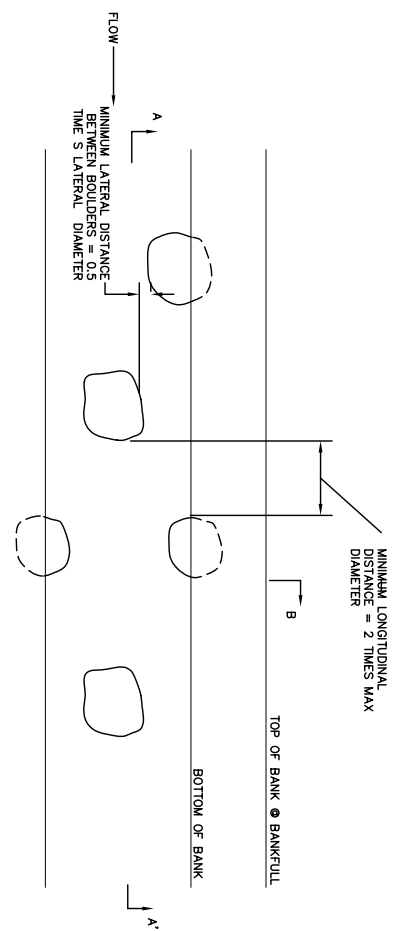 FLOW
A
MINIMUM LATERAL DISTANCE
BETWEEN BOULDERS = 0.5
TIME S LATERAL DIAMETER
MINIMUM LONGITUDINAL
DISTANCE = 2 TIMES MAX
DIAMETER
B
TOP OF BANK @ BANKFULL
BOTTOM OF BANK
A'